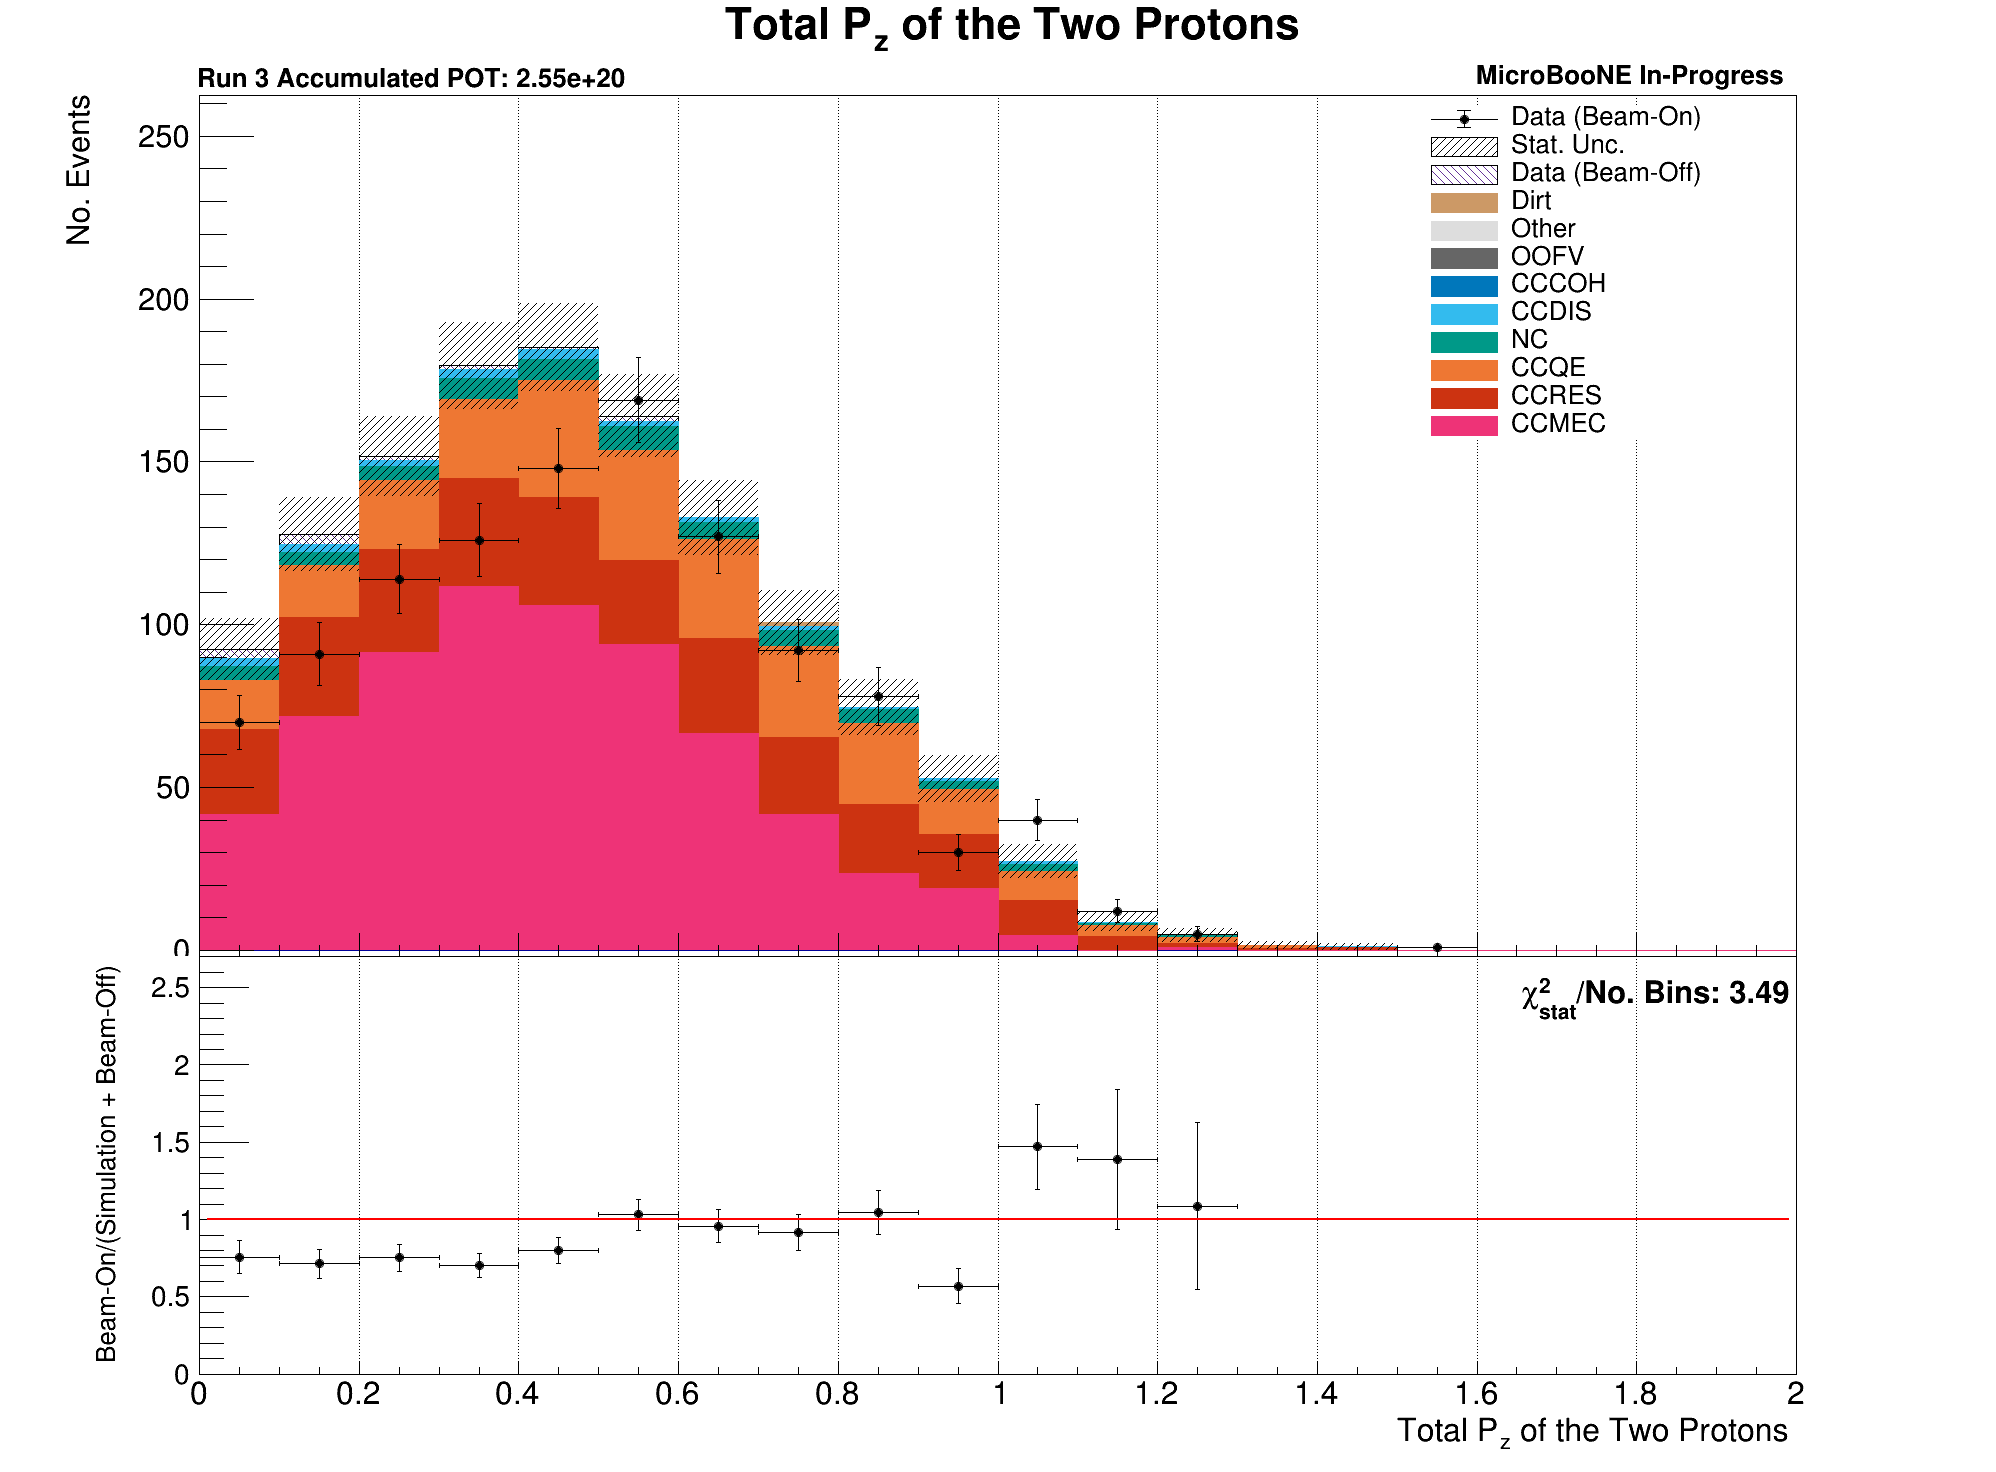 Total Pz of the Two Protons
Run 3 Accumulated POT: 2.55e+20
MicroBooNE In-Progress
No. Events
250
200
150
100
50
0
Data (Beam-On)
Stat. Unc.
Data (Beam-Off)
Dirt
Other
OOFV
CCCOH
CCDIS
NC
CCQE
CCRES
CCMEC
Beam-On/(Simulation + Beam-Off)
2.5
2
1.5
1
0.5
0
χ²stat/No. Bins: 3.49
0 0.2 0.4 0.6 0.8 1 1.2 1.4 1.6 1.8 2
Total Pz of the Two Protons